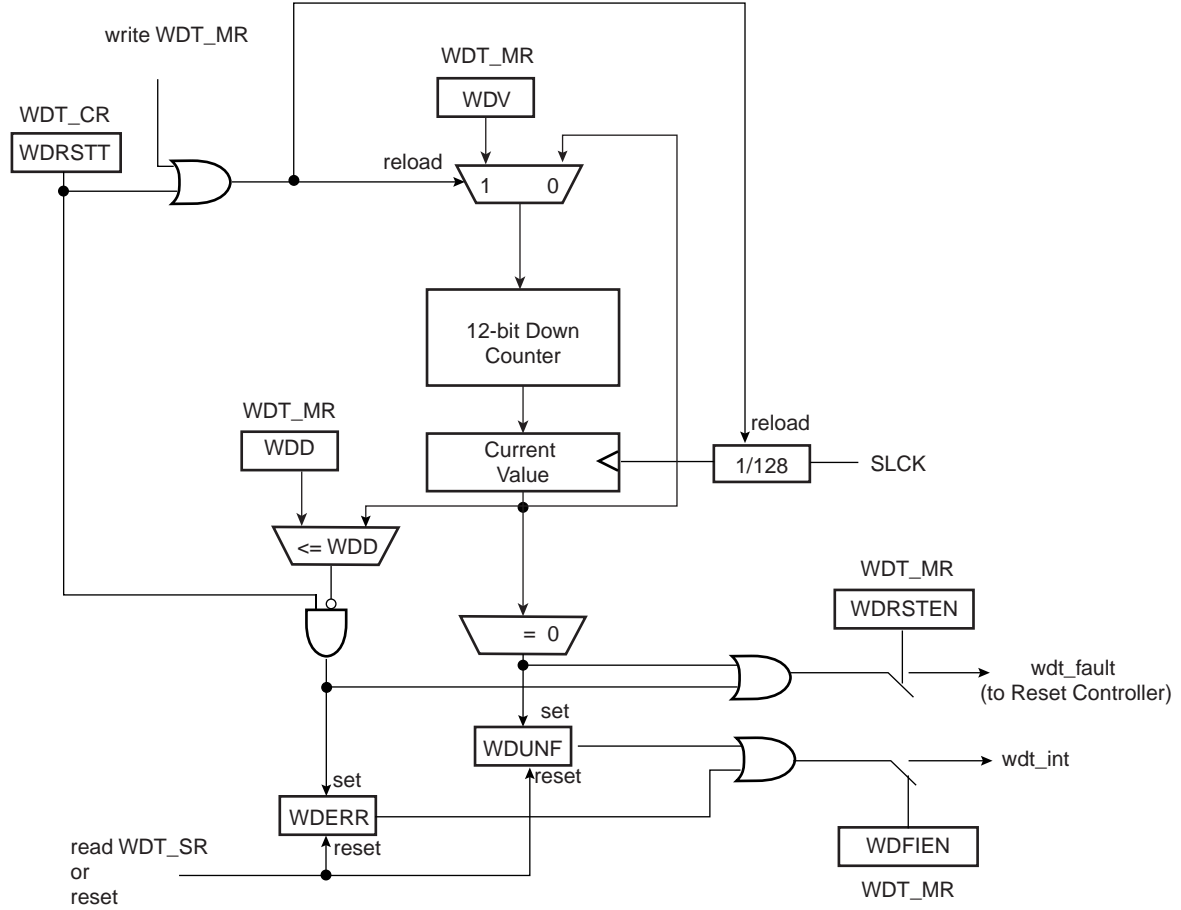 write WDT_MR
WDT_MR
WDV
WDT_CR
WDRSTT
reload
1 0
12-bit Down
Counter
WDT_MR
WDD
reload
Current
Value
1/128
SLCK
<= WDD
WDT_MR
WDRSTEN
= 0
wdt_fault
(to Reset Controller)
set
WDUNF
reset
wdt_int
set
WDERR
reset
read WDT_SR
or
reset
WDFIEN
WDT_MR